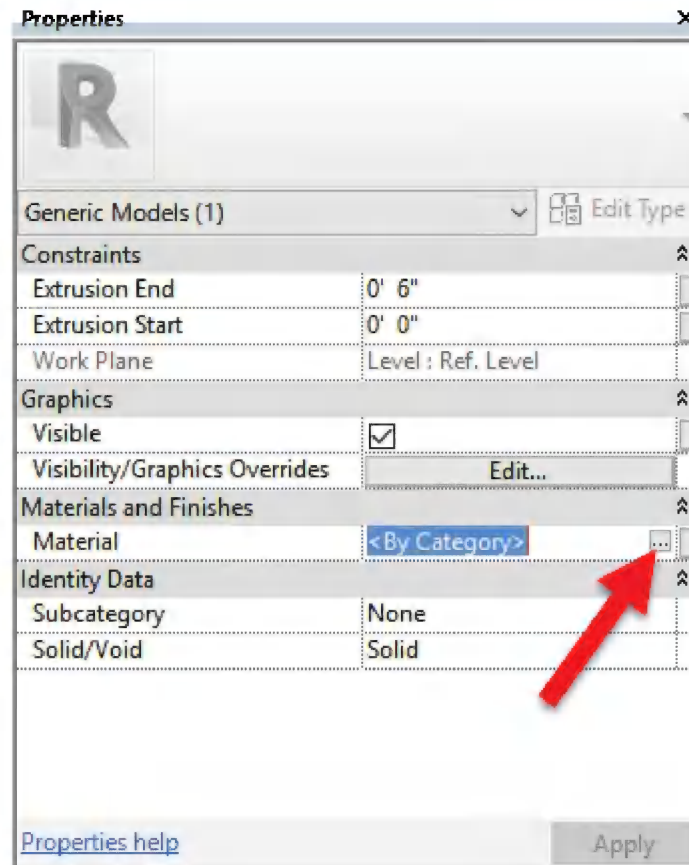 Properties
R
Generic Models (1)
Edit Type
Constraints
Extrusion End 0' 6"
Extrusion Start 0' 0"
Work Plane Level : Ref. Level
Graphics
Visible
Visibility/Graphics Overrides Edit...
Materials and Finishes
Material <By Category> ...
Identity Data
Subcategory None
Solid/Void Solid
Properties help Apply